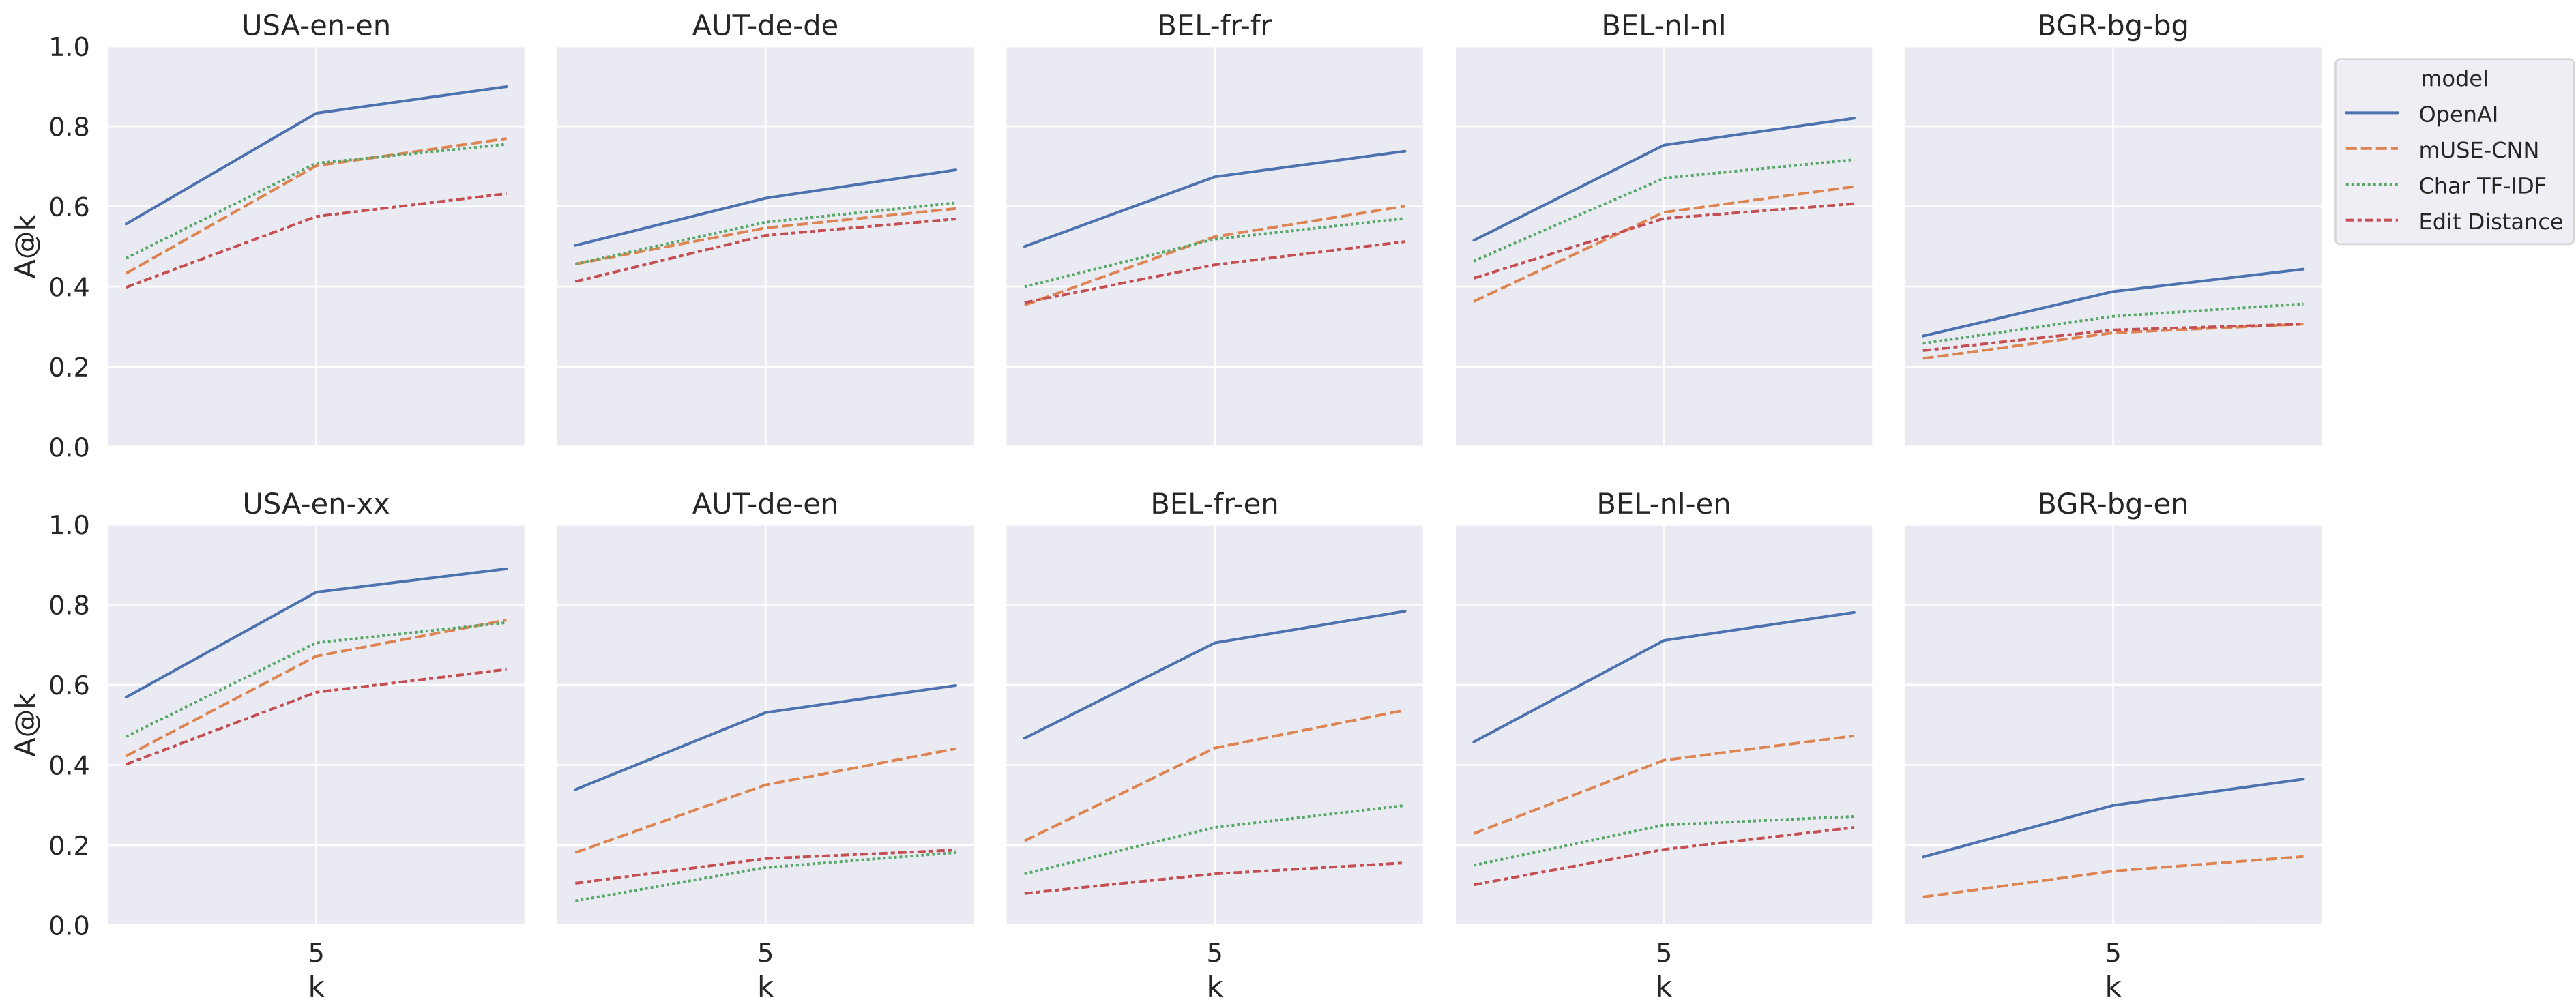 USA-en-en
AUT-de-de
BEL-fr-fr
BEL-nl-nl
BGR-bg-bg
1.0
0.8
0.6
0.4
0.2
0.0
A@k
model
OpenAI
mUSE-CNN
Char TF-IDF
Edit Distance
USA-en-xx
AUT-de-en
BEL-fr-en
BEL-nl-en
BGR-bg-en
1.0
0.8
0.6
0.4
0.2
0.0
A@k
5
5
5
5
5
k
k
k
k
k